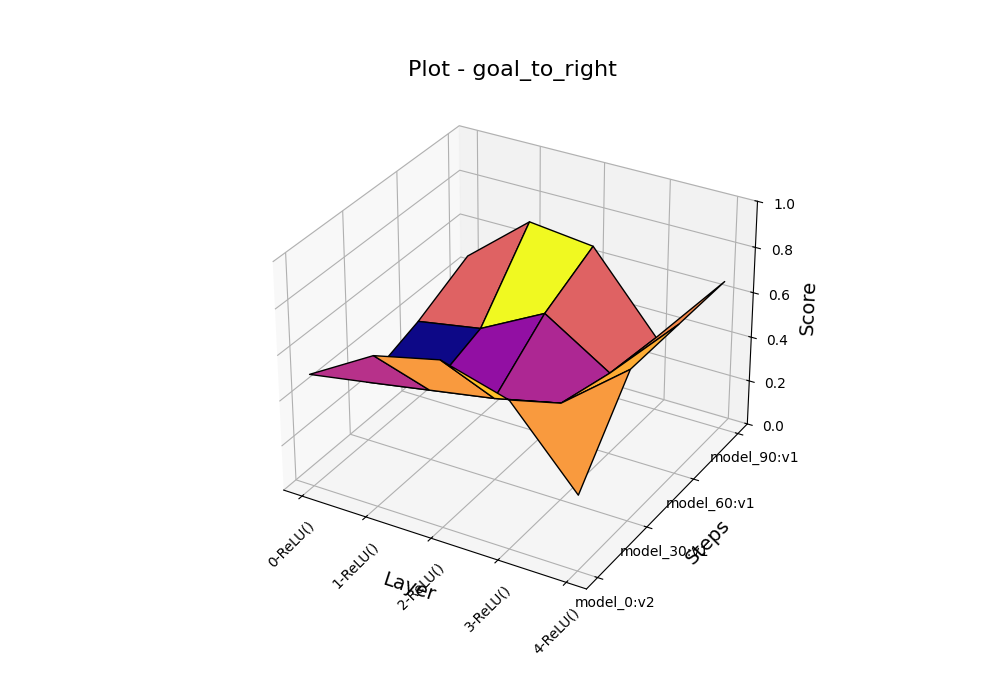 Plot - goal_to_right
1.0
0.8
0.6
0.4
0.2
0.0
Score
model_90:v1
model_60:v1
model_30:v1
model_0:v2
Steps
0-ReLU()
1-ReLU()
2-ReLU()
3-ReLU()
4-ReLU()
Layer